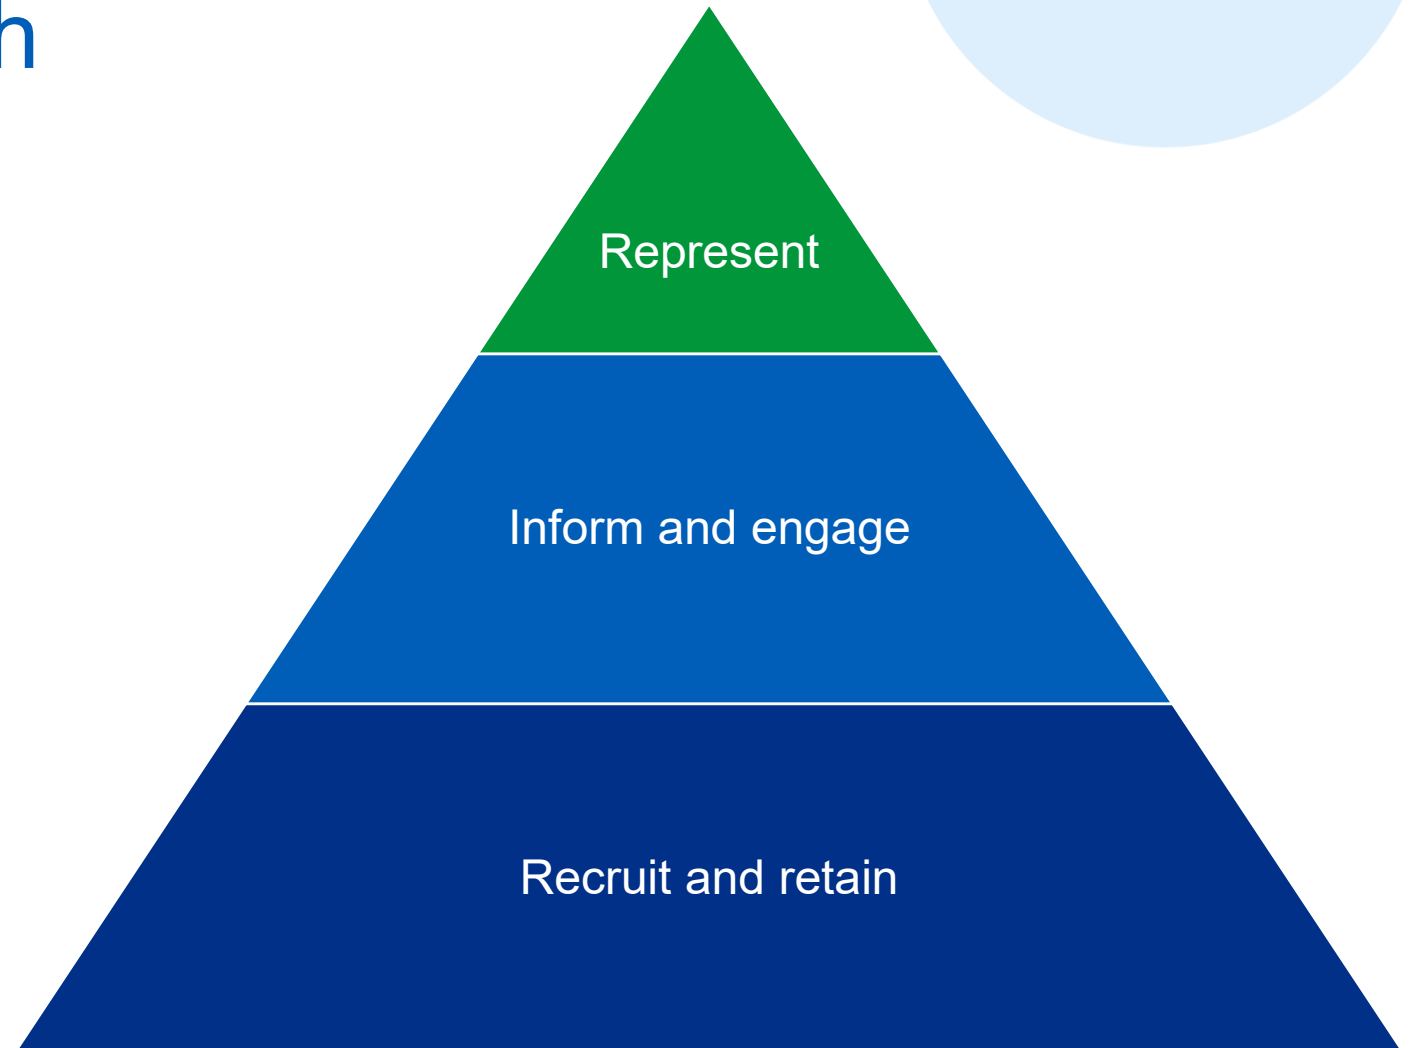 Represent
Inform and engage
Recruit and retain